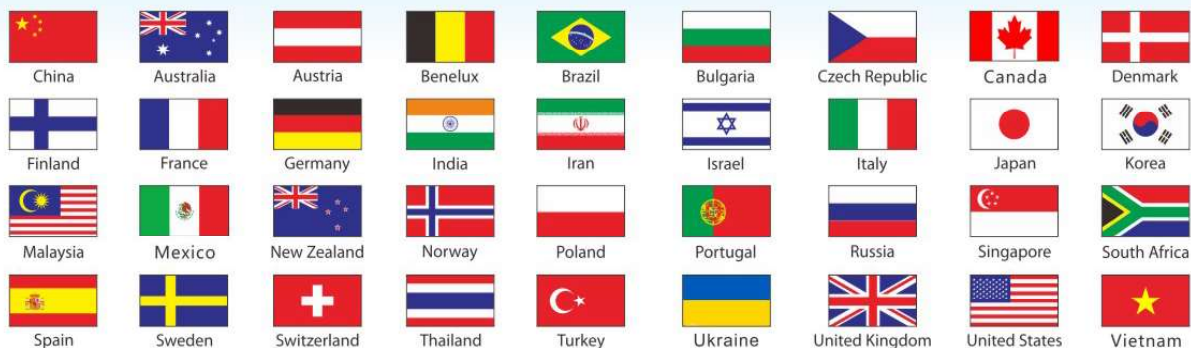 China Australia Austria Benelux Brazil Bulgaria Czech Republic Canada Denmark
Finland France Germany India Iran Israel Italy Japan Korea
Malaysia Mexico New Zealand Norway Poland Portugal Russia Singapore South Africa
Spain Sweden Switzerland Thailand Turkey Ukraine United Kingdom United States Vietnam